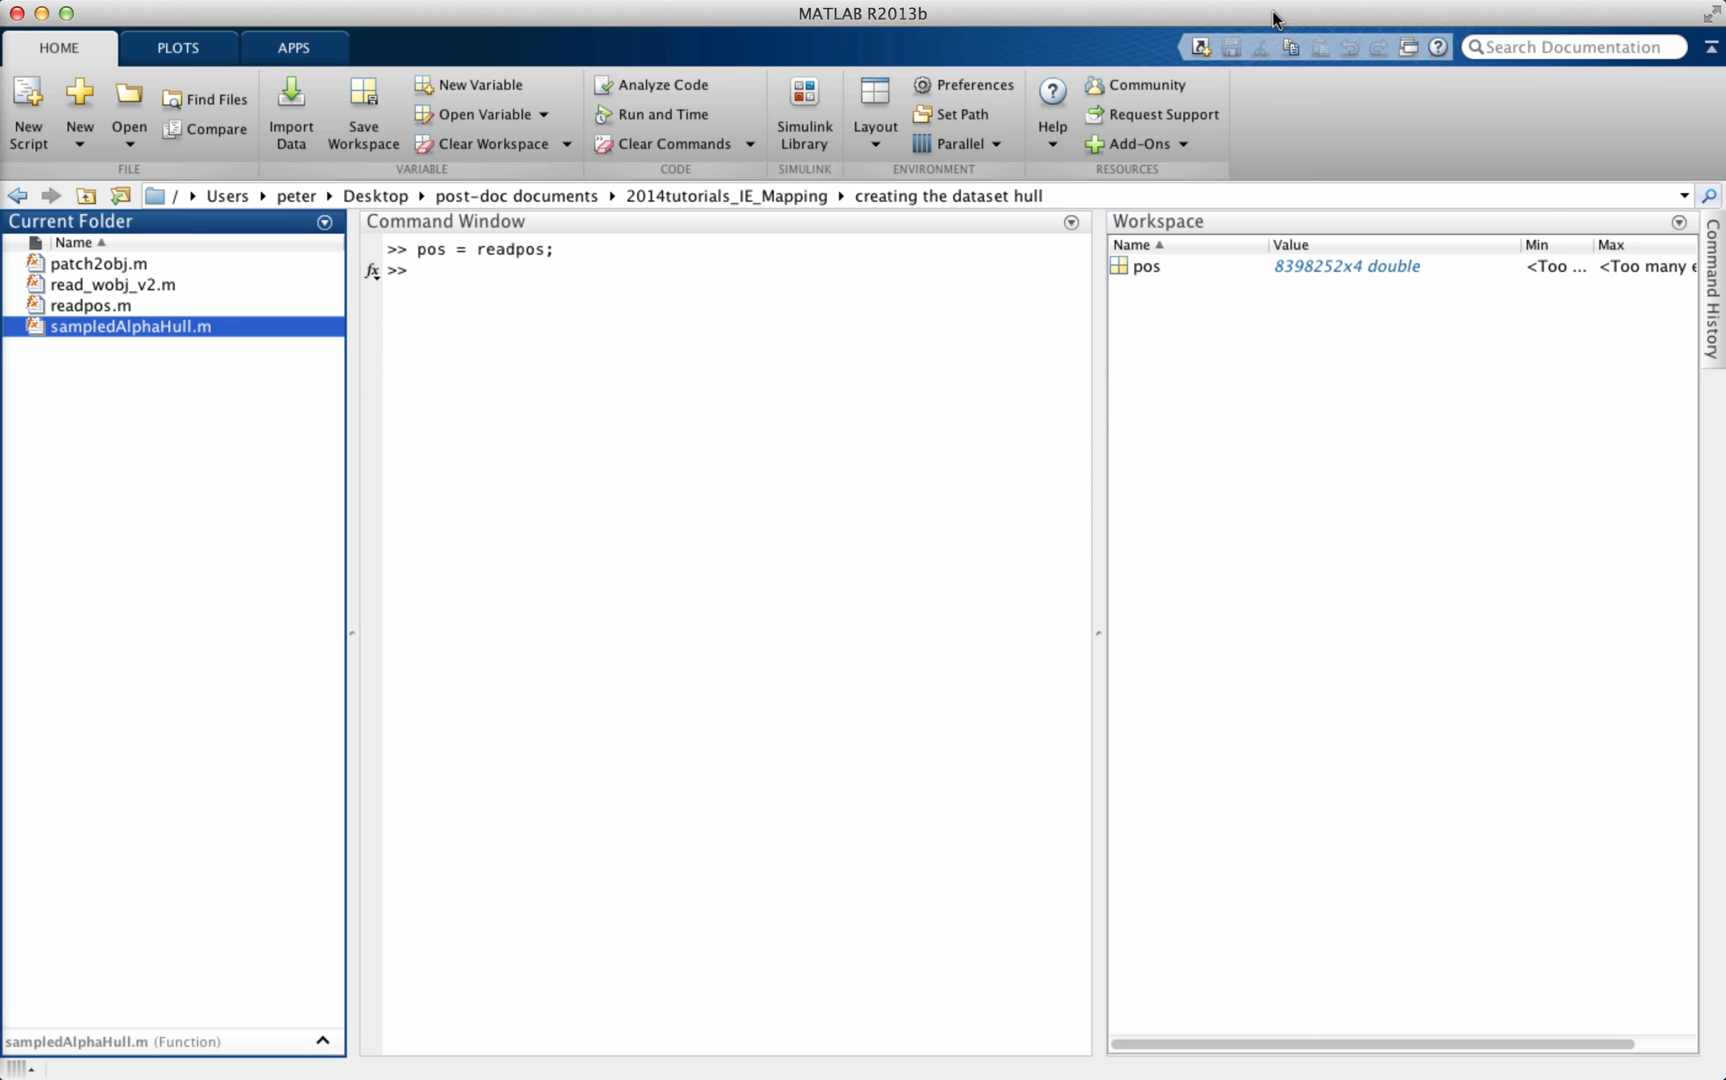 MATLAB R2013b
HOME
PLOTS
APPS
Search Documentation
New Script
New
Open
Find Files
Compare
FILE
Import Data
Save Workspace
New Variable
Open Variable
Clear Workspace
VARIABLE
Analyze Code
Run and Time
Clear Commands
CODE
Simulink Library
SIMULINK
Layout
Preferences
Set Path
Parallel
ENVIRONMENT
Help
Community
Request Support
Add-Ons
RESOURCES
/ Users peter Desktop post-doc documents 2014tutorials_IE_Mapping creating the dataset hull
Current Folder
Name
patch2obj.m
read_wobj_v2.m
readpos.m
sampledAlphaHull.m
sampledAlphaHull.m (Function)
Command Window
>> pos = readpos;
fx >>
Workspace
Name Value Min Max
pos 8398252x4 double <Too ... <Too many e
Command History